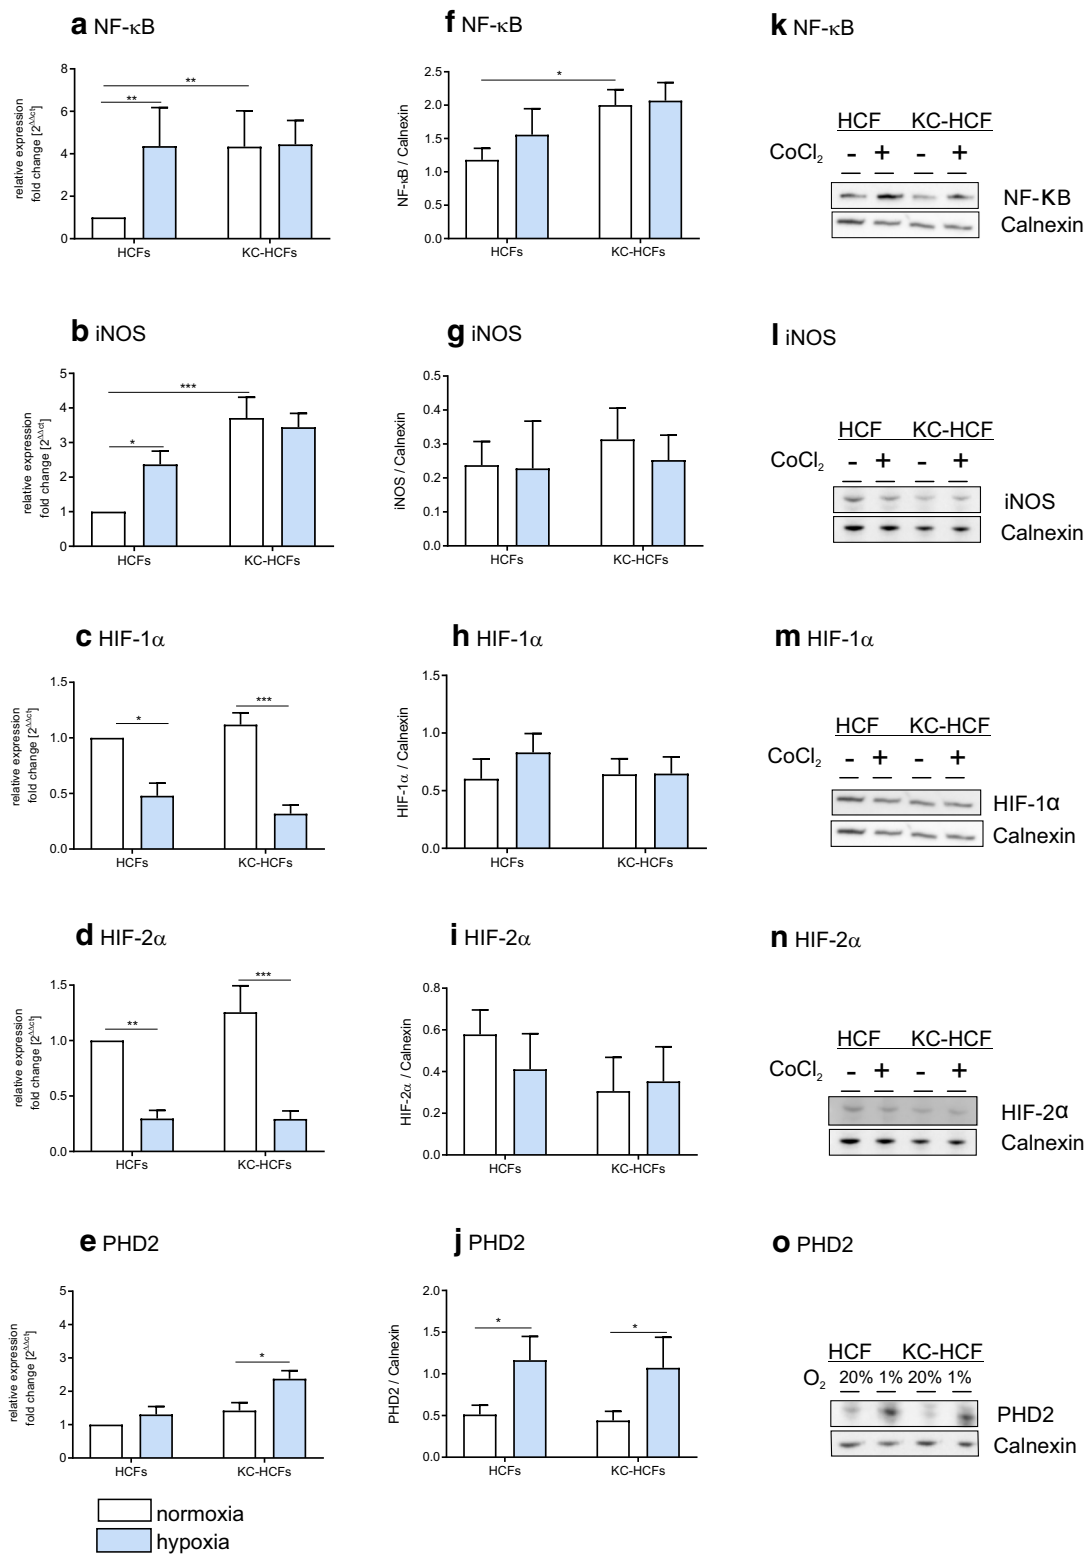 a NF-κB
relative expression
fold change [2^ΔΔct]
8
6
4
2
0
**
**
HCFs
KC-HCFs
f NF-κB
NF-κB / Calnexin
2.5
2.0
1.5
1.0
0.5
0.0
*
HCFs
KC-HCFs
k NF-κB
HCF KC-HCF
CoCl₂ - + - +
NF-κB
Calnexin
b iNOS
relative expression
fold change [2^ΔΔct]
5
4
3
2
1
0
***
*
HCFs
KC-HCFs
g iNOS
iNOS / Calnexin
0.5
0.4
0.3
0.2
0.1
0.0
HCFs
KC-HCFs
l iNOS
HCF KC-HCF
CoCl₂ - + - +
iNOS
Calnexin
c HIF-1α
relative expression
fold change [2^ΔΔct]
1.5
1.0
0.5
0.0
*
***
HCFs
KC-HCFs
h HIF-1α
HIF-1α / Calnexin
1.5
1.0
0.5
0.0
HCFs
KC-HCFs
m HIF-1α
HCF KC-HCF
CoCl₂ - + - +
HIF-1α
Calnexin
d HIF-2α
relative expression
fold change [2^ΔΔct]
1.5
1.0
0.5
0.0
**
***
HCFs
KC-HCFs
i HIF-2α
HIF-2α / Calnexin
0.8
0.6
0.4
0.2
0.0
HCFs
KC-HCFs
n HIF-2α
HCF KC-HCF
CoCl₂ - + - +
HIF-2α
Calnexin
e PHD2
relative expression
fold change [2^ΔΔct]
5
4
3
2
1
0
*
HCFs
KC-HCFs
j PHD2
PHD2 / Calnexin
2.0
1.5
1.0
0.5
0.0
*
*
HCFs
KC-HCFs
o PHD2
HCF KC-HCF
O₂ 20% 1% 20% 1%
PHD2
Calnexin
normoxia
hypoxia